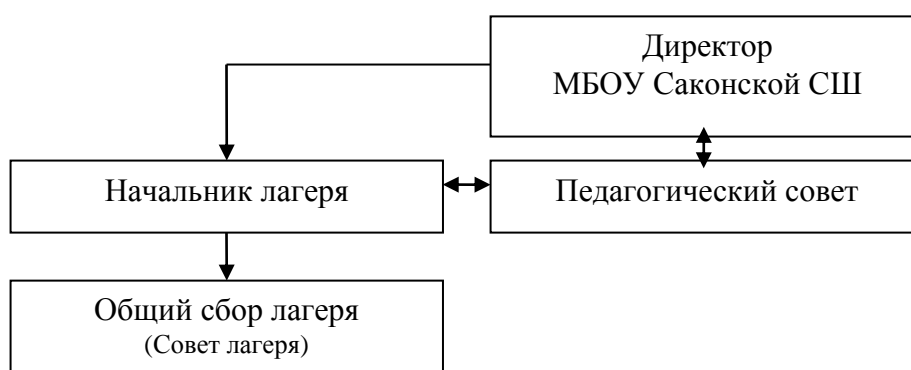 Директор
МБОУ Саконской СШ
Начальник лагеря
Педагогический совет
Общий сбор лагеря
(Совет лагеря)